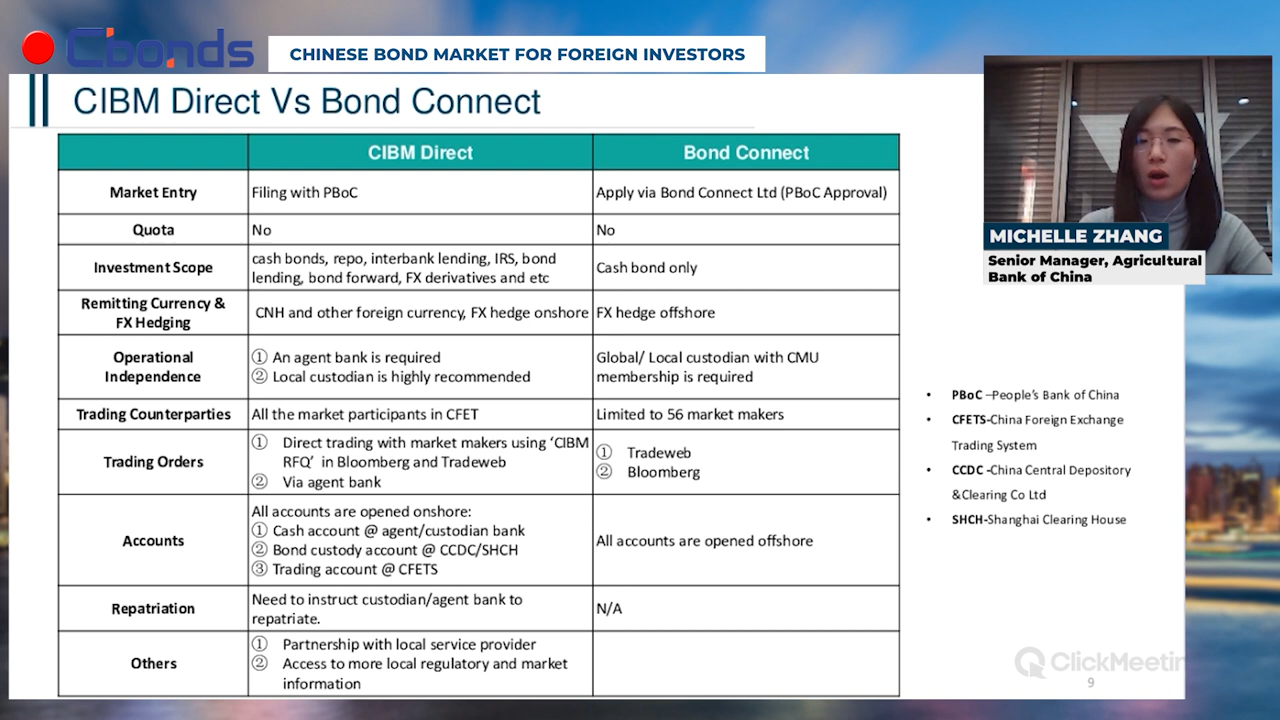 Cbonds
CHINESE BOND MARKET FOR FOREIGN INVESTORS
CIBM Direct Vs Bond Connect
CIBM Direct
Bond Connect
Market Entry
Filing with PBoC
Apply via Bond Connect Ltd (PBoC Approval)
Quota
No
No
Investment Scope
cash bonds, repo, interbank lending, IRS, bond
lending, bond forward, FX derivatives and etc
Cash bond only
Remitting Currency &
FX Hedging
CNH and other foreign currency, FX hedge onshore
FX hedge offshore
Operational
Independence
① An agent bank is required
② Local custodian is highly recommended
Global/ Local custodian with CMU
membership is required
Trading Counterparties
All the market participants in CFET
Limited to 56 market makers
Trading Orders
① Direct trading with market makers using ‘CIBM
RFQ’ in Bloomberg and Tradeweb
② Via agent bank
① Tradeweb
② Bloomberg
Accounts
All accounts are opened onshore:
① Cash account @ agent/custodian bank
② Bond custody account @ CCDC/SHCH
③ Trading account @ CFETS
All accounts are opened offshore
Repatriation
Need to instruct custodian/agent bank to
repatriate.
N/A
Others
① Partnership with local service provider
② Access to more local regulatory and market
information
MICHELLE ZHANG
Senior Manager, Agricultural
Bank of China
• PBoC –People's Bank of China
• CFETS-China Foreign Exchange
Trading System
• CCDC -China Central Depository
&Clearing Co Ltd
• SHCH-Shanghai Clearing House
ClickMeetin
9